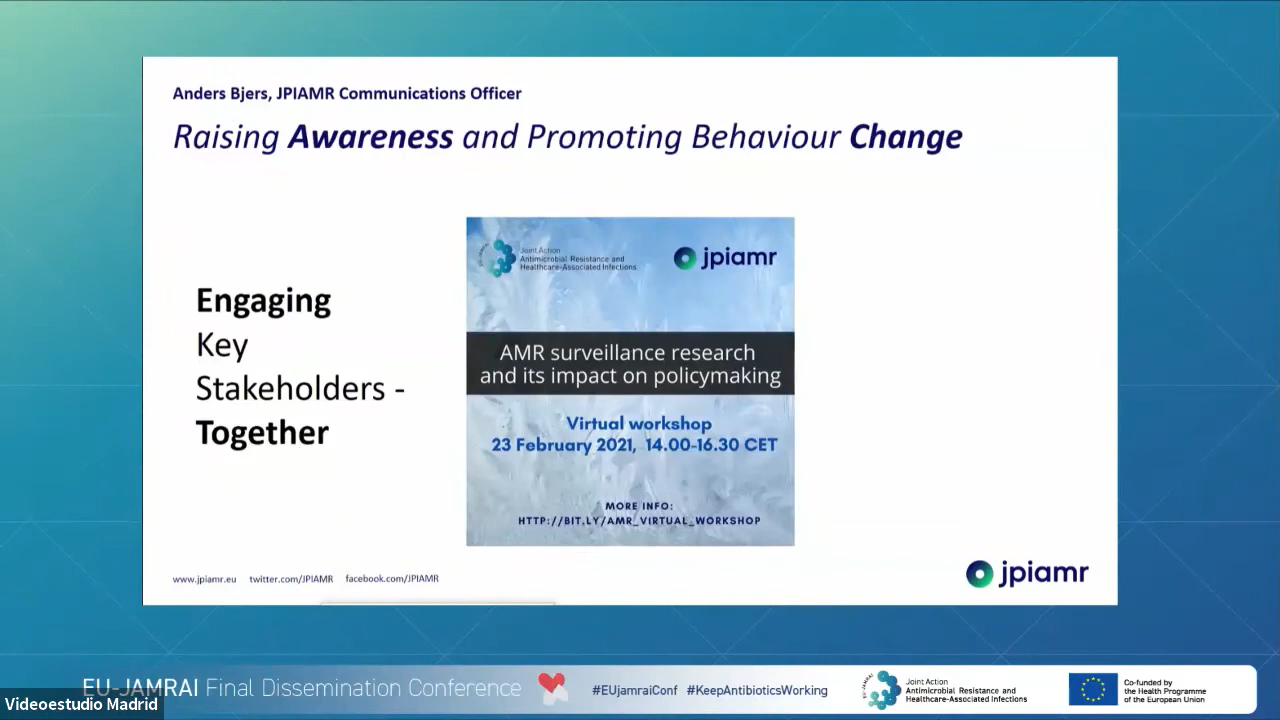 Anders Bjers, JPIAMR Communications Officer
Raising Awareness and Promoting Behaviour Change
Engaging
Key
Stakeholders -
Together
EU-JAMRAI
Joint Action
Antimicrobial Resistance and
Healthcare-Associated Infections
jpiamr
AMR surveillance research
and its impact on policymaking
Virtual workshop
23 February 2021, 14.00-16.30 CET
MORE INFO:
HTTP://BIT.LY/AMR_VIRTUAL_WORKSHOP
www.jpiamr.eu twitter.com/JPIAMR facebook.com/JPIAMR
jpiamr
EU-JAMRAI Final Dissemination Conference
#EUjamraiConf #KeepAntibioticsWorking
EU-JAMRAI
Joint Action
Antimicrobial Resistance and
Healthcare-Associated Infections
Co-funded by
the Health Programme
of the European Union
Videoestudio Madrid